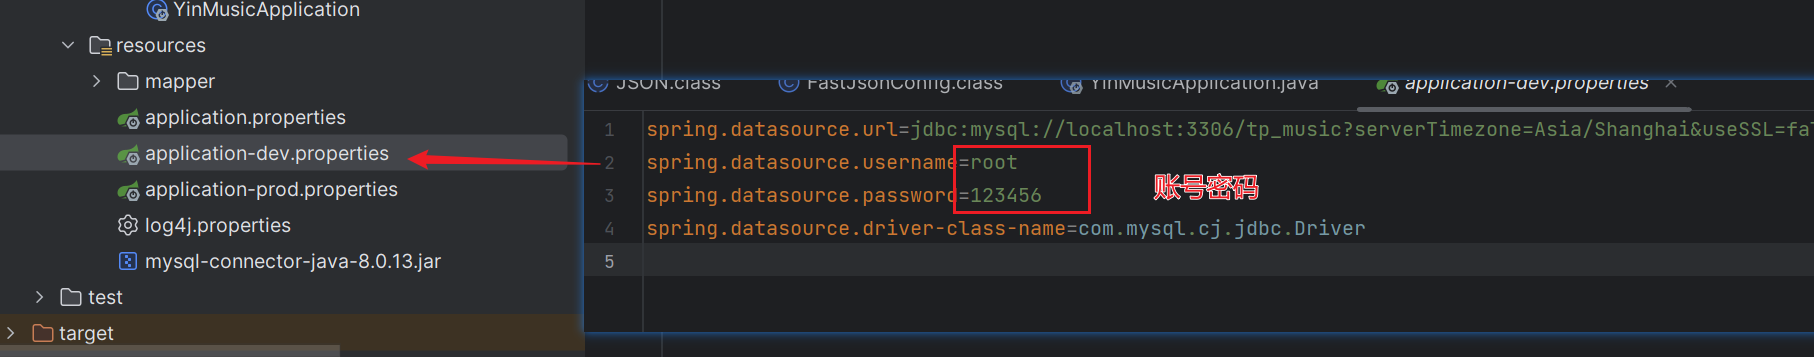 YinMusicApplication
resources
mapper
application.properties
application-dev.properties
application-prod.properties
log4j.properties
mysql-connector-java-8.0.13.jar
test
target
JSON.class
FastJsonConfig.class
YinMusicApplication.java
application-dev.properties
1 spring.datasource.url=jdbc:mysql://localhost:3306/tp_music?serverTimezone=Asia/Shanghai&useSSL=fal
2 spring.datasource.username=root
3 spring.datasource.password=123456
账号密码
4 spring.datasource.driver-class-name=com.mysql.cj.jdbc.Driver
5